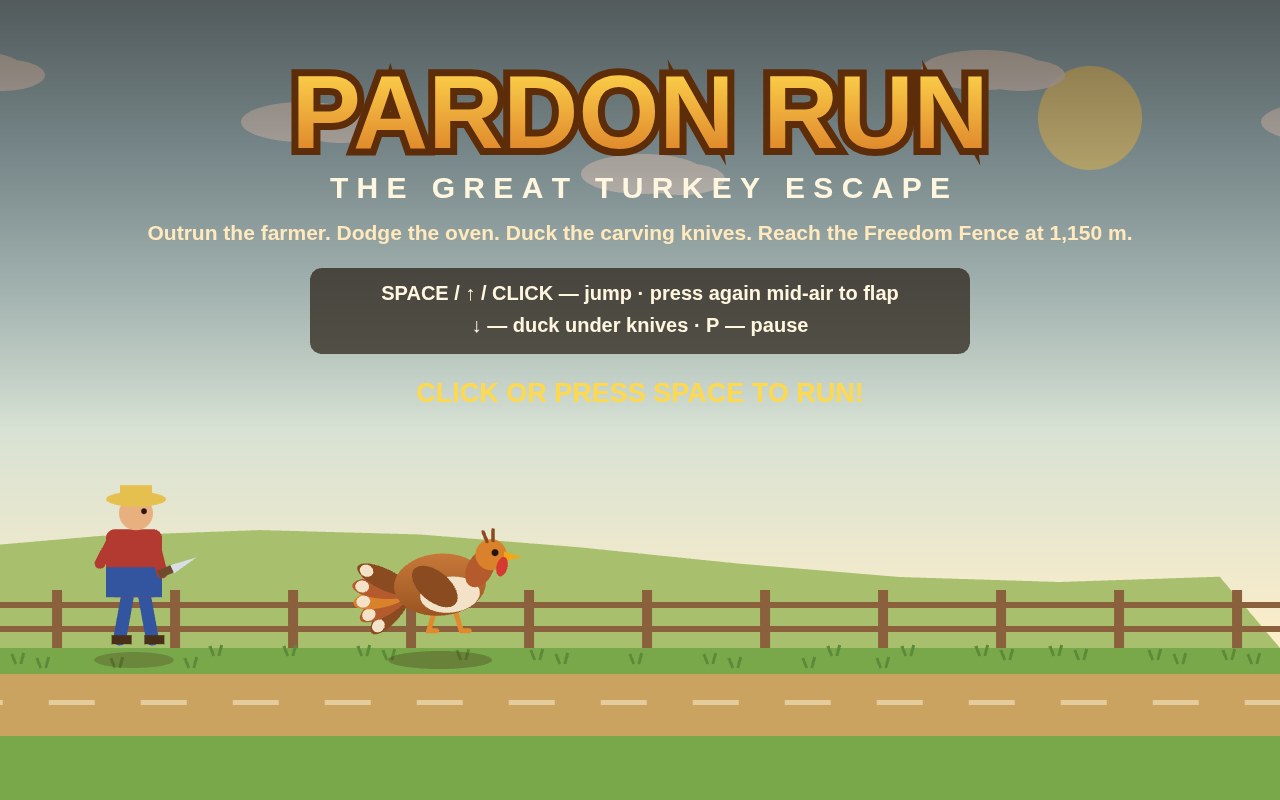 PARDON RUN
THE GREAT TURKEY ESCAPE
Outrun the farmer. Dodge the oven. Duck the carving knives. Reach the Freedom Fence at 1,150 m.
SPACE / ↑ / CLICK — jump · press again mid-air to flap
↓ — duck under knives · P — pause
CLICK OR PRESS SPACE TO RUN!